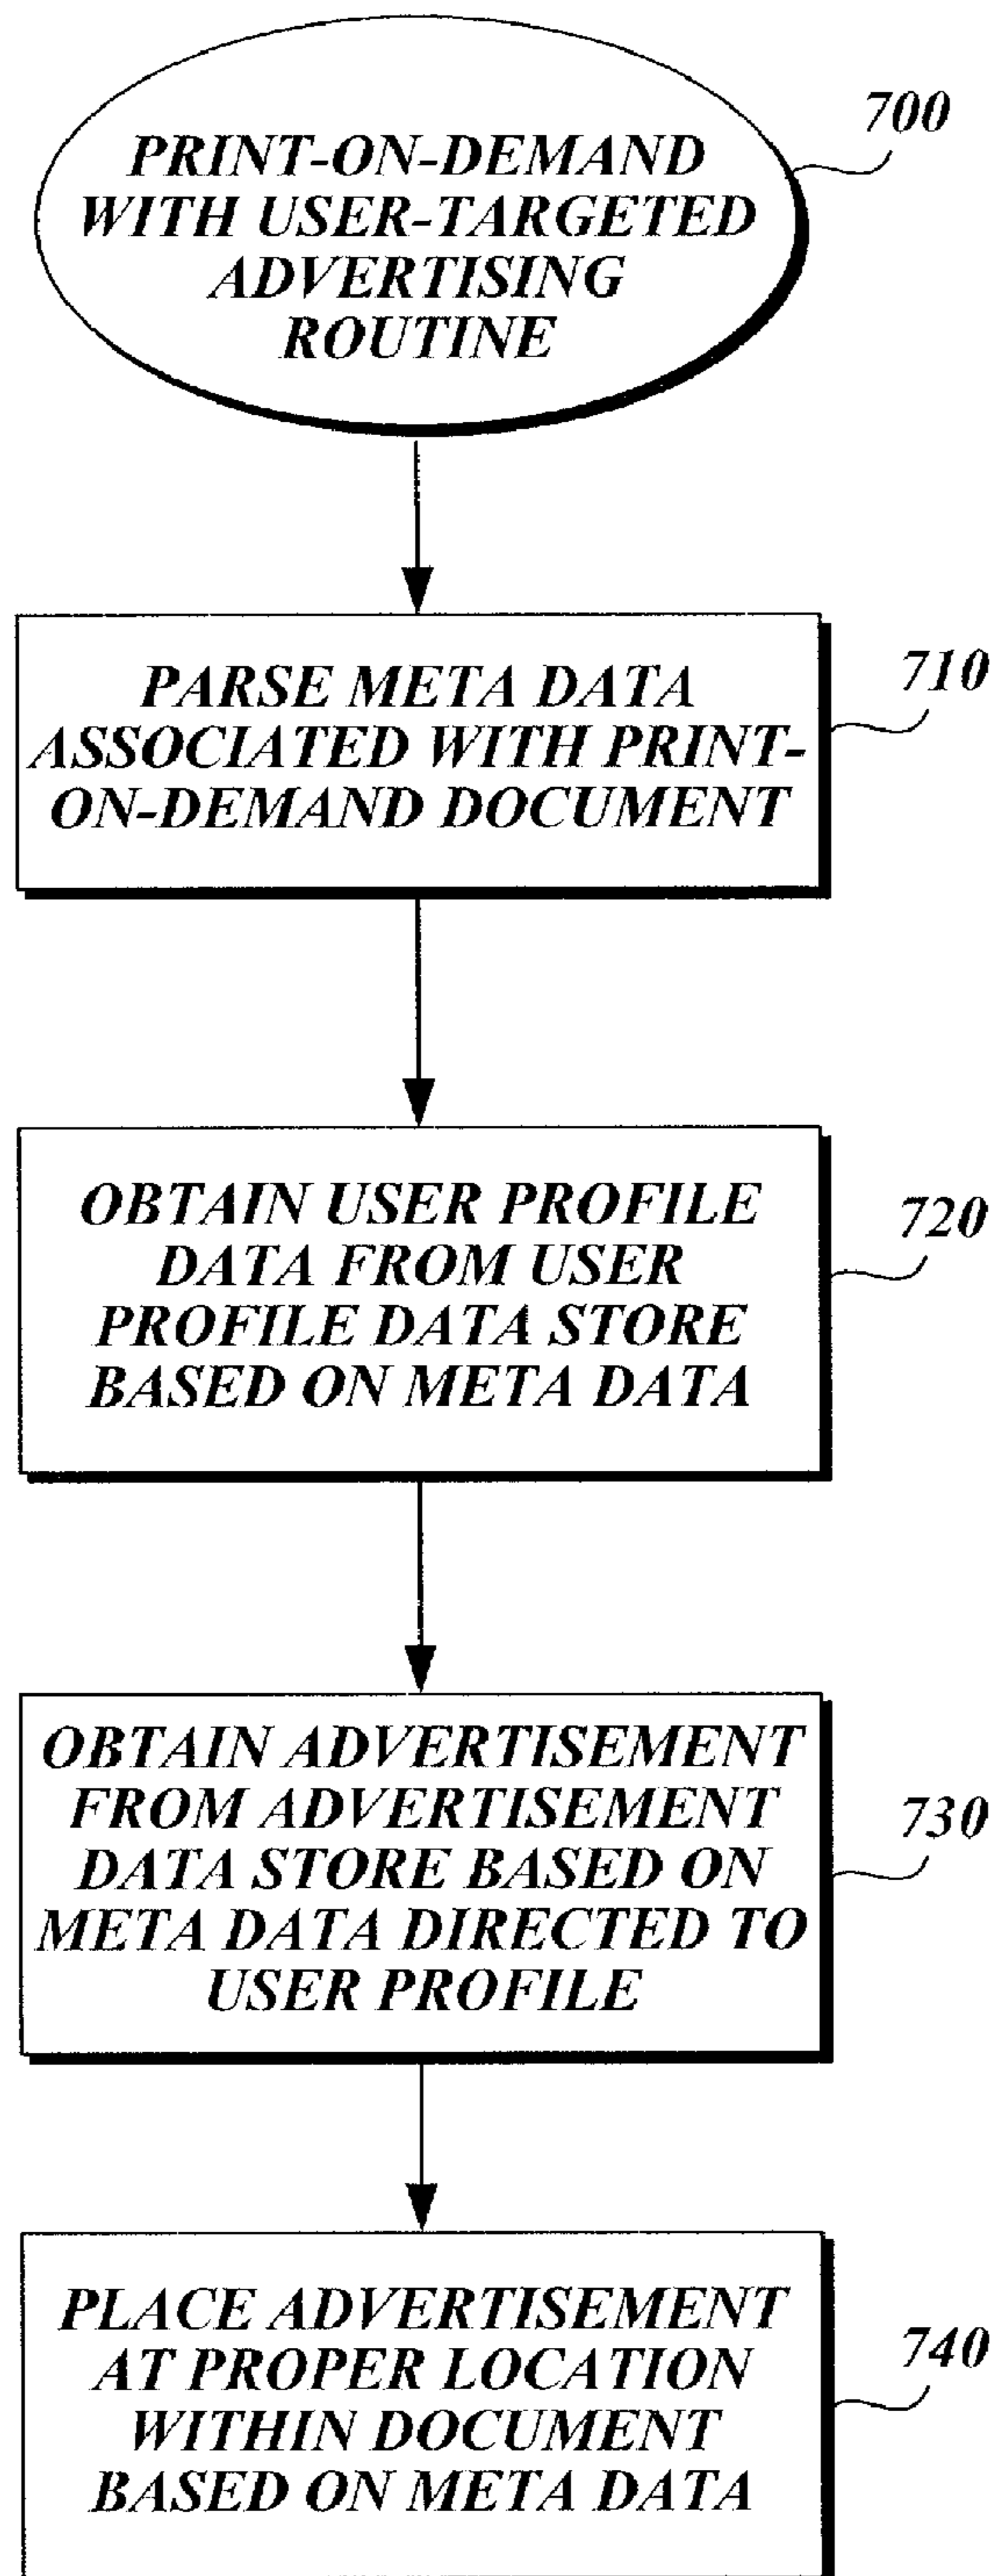 PRINT-ON-DEMAND
WITH USER-TARGETED
ADVERTISING
ROUTINE
700
PARSE META DATA
ASSOCIATED WITH PRINT-
ON-DEMAND DOCUMENT
710
OBTAIN USER PROFILE
DATA FROM USER
PROFILE DATA STORE
BASED ON META DATA
720
OBTAIN ADVERTISEMENT
FROM ADVERTISEMENT
DATA STORE BASED ON
META DATA DIRECTED TO
USER PROFILE
730
PLACE ADVERTISEMENT
AT PROPER LOCATION
WITHIN DOCUMENT
BASED ON META DATA
740